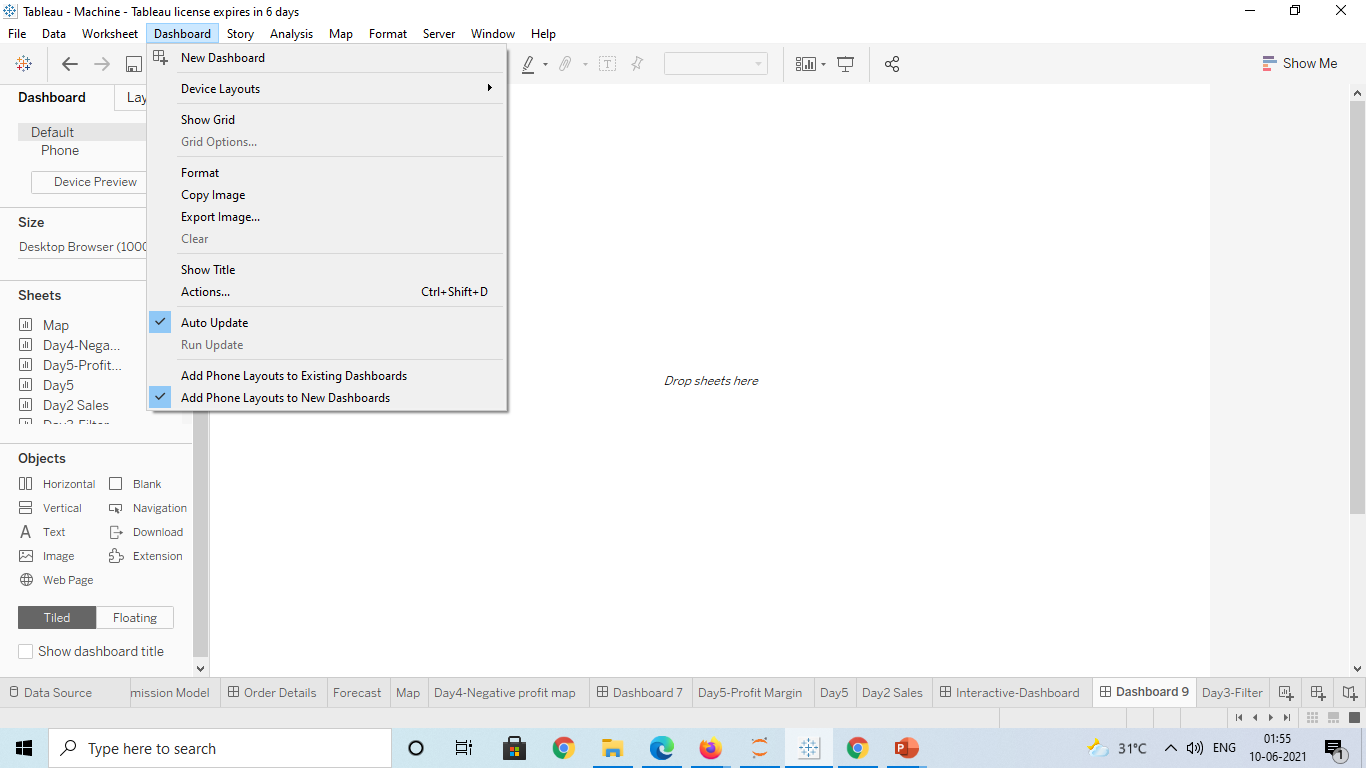 Tableau - Machine - Tableau license expires in 6 days
File Data Worksheet Dashboard Story Analysis Map Format Server Window Help
New Dashboard
Device Layouts
Show Grid
Grid Options...
Format
Copy Image
Export Image...
Clear
Show Title
Actions... Ctrl+Shift+D
Auto Update
Run Update
Add Phone Layouts to Existing Dashboards
Add Phone Layouts to New Dashboards
Show Me
Dashboard Lay
Default
Phone
Device Preview
Size
Desktop Browser (1000
Sheets
Map
Day4-Nega...
Day5-Profit...
Day5
Day2 Sales
Day3-Filter
Drop sheets here
Objects
Horizontal Blank
Vertical Navigation
Text Download
Image Extension
Web Page
Tiled Floating
Show dashboard title
Data Source mission Model Order Details Forecast Map Day4-Negative profit map Dashboard 7 Day5-Profit Margin Day5 Day2 Sales Interactive-Dashboard Dashboard 9 Day3-Filter
Type here to search
31°C ENG
01:55
10-06-2021
1